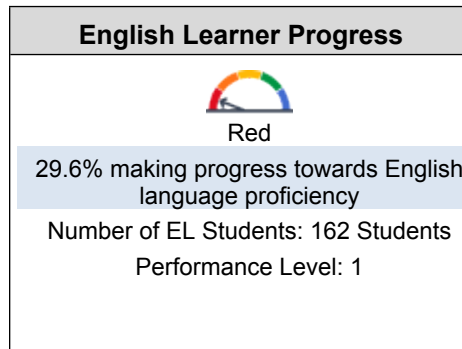 English Learner Progress
Red
29.6% making progress towards English
language proficiency
Number of EL Students: 162 Students
Performance Level: 1